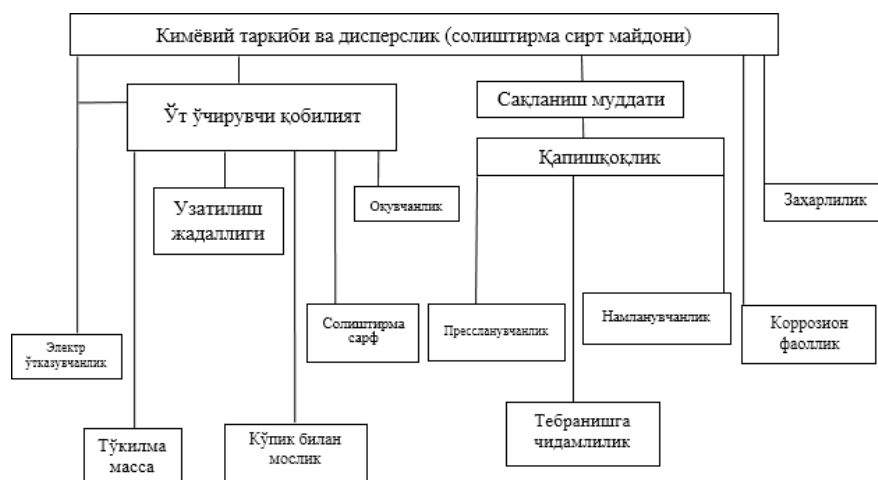 Кимёвий таркиби ва дисперслик (солиштирма сирт майдони)
Ўт ўчирувчи қобилият
Сақланиш муддати
Қапишқоқлик
Узатилиш
жадаллиги
Оқувчанлик
Заҳарлилик
Электр
ўтказувчанлик
Солиштирма
сарф
Прессланувчанлик
Намланувчанлик
Коррозион
фаоллик
Тўкилма
масса
Кўпик билан
мослик
Тебранишга
чидамлилик